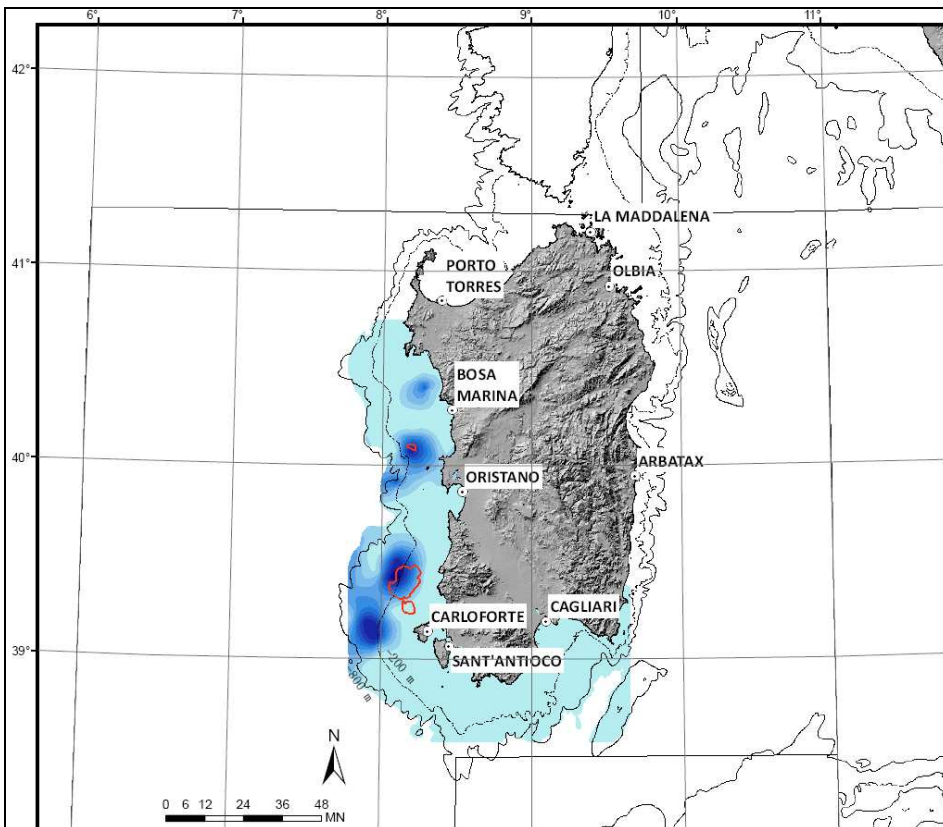 6° 7° 8° 9° 10° 11°
42°
LA MADDALENA
41°
PORTO
TORRES
OLBIA
BOSA
MARINA
40°
ORISTANO
ARBATAX
CARLOFORTE
CAGLIARI
39°
SANT'ANTIOCO
-200 m
-800 m
N
0 6 12 24 36 48
MN